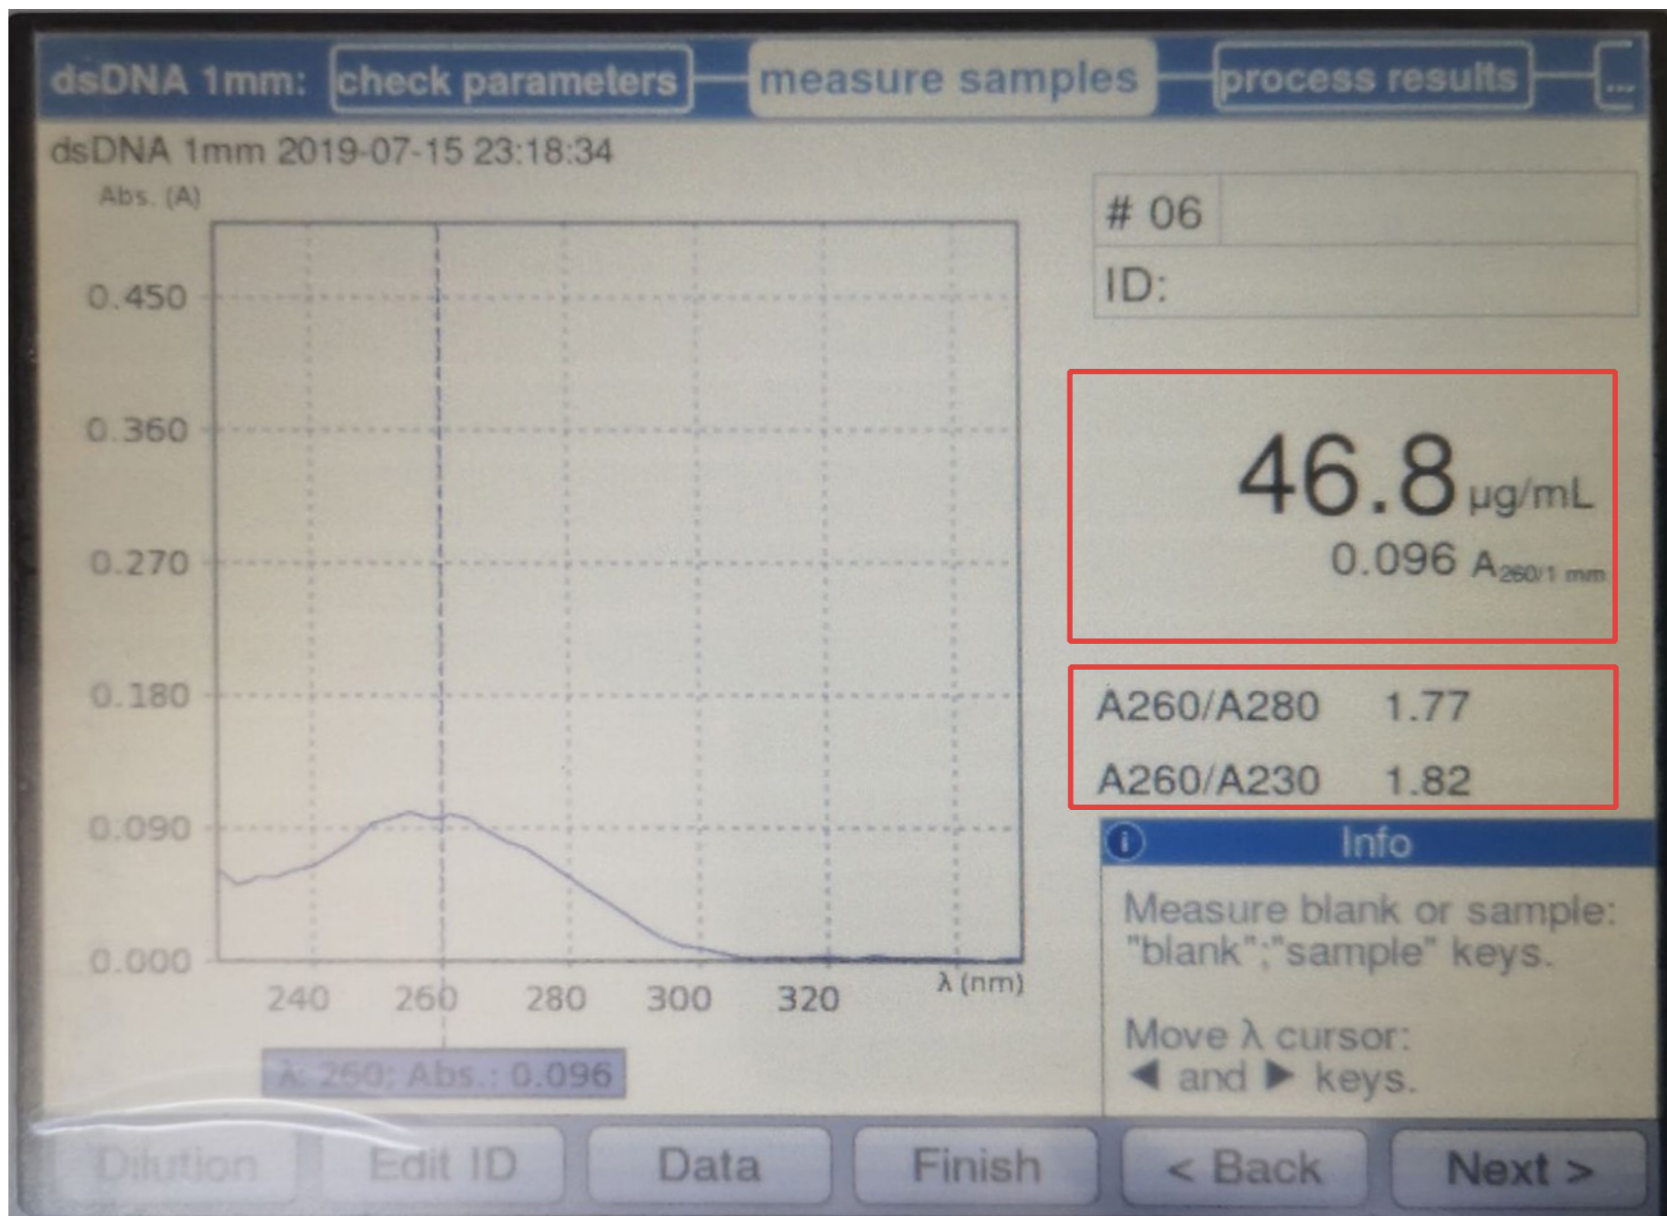 dsDNA 1mm: check parameters measure samples process results ...
dsDNA 1mm 2019-07-15 23:18:34
Abs. (A)
0.450
0.360
0.270
0.180
0.090
0.000
240 260 280 300 320 λ (nm)
λ: 260; Abs.: 0.096
# 06
ID:
46.8 µg/mL
0.096 A260/1 mm
A260/A280 1.77
A260/A230 1.82
i Info
Measure blank or sample:
"blank";"sample" keys.
Move λ cursor:
◀ and ▶ keys.
Dilution Edit ID Data Finish < Back Next >